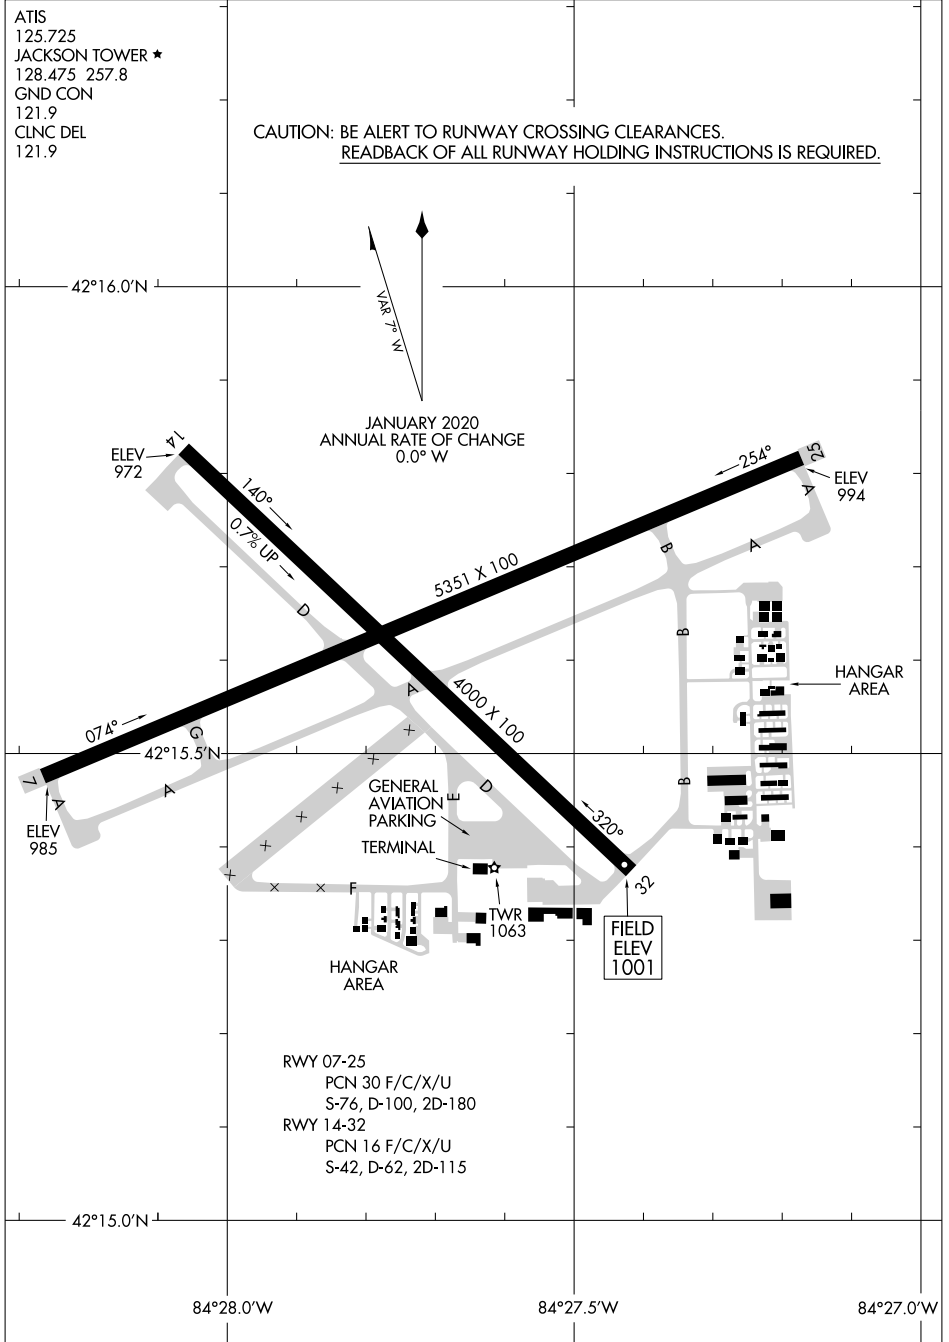 ATIS
125.725
JACKSON TOWER ★
128.475 257.8
GND CON
121.9
CLNC DEL
121.9
CAUTION: BE ALERT TO RUNWAY CROSSING CLEARANCES.
READBACK OF ALL RUNWAY HOLDING INSTRUCTIONS IS REQUIRED.
42°16.0'N
VAR 7° W
JANUARY 2020
ANNUAL RATE OF CHANGE
0.0° W
14
ELEV
972
140°
0.7% UP
254°
25
ELEV
994
A
A
B
5351 X 100
D
B
HANGAR
AREA
A
4000 X 100
074°
G
42°15.5'N
7
A
A
ELEV
985
GENERAL
AVIATION
PARKING
E
D
B
320°
TERMINAL
F
32
TWR
1063
FIELD
ELEV
1001
HANGAR
AREA
RWY 07-25
PCN 30 F/C/X/U
S-76, D-100, 2D-180
RWY 14-32
PCN 16 F/C/X/U
S-42, D-62, 2D-115
42°15.0'N
84°28.0'W
84°27.5'W
84°27.0'W